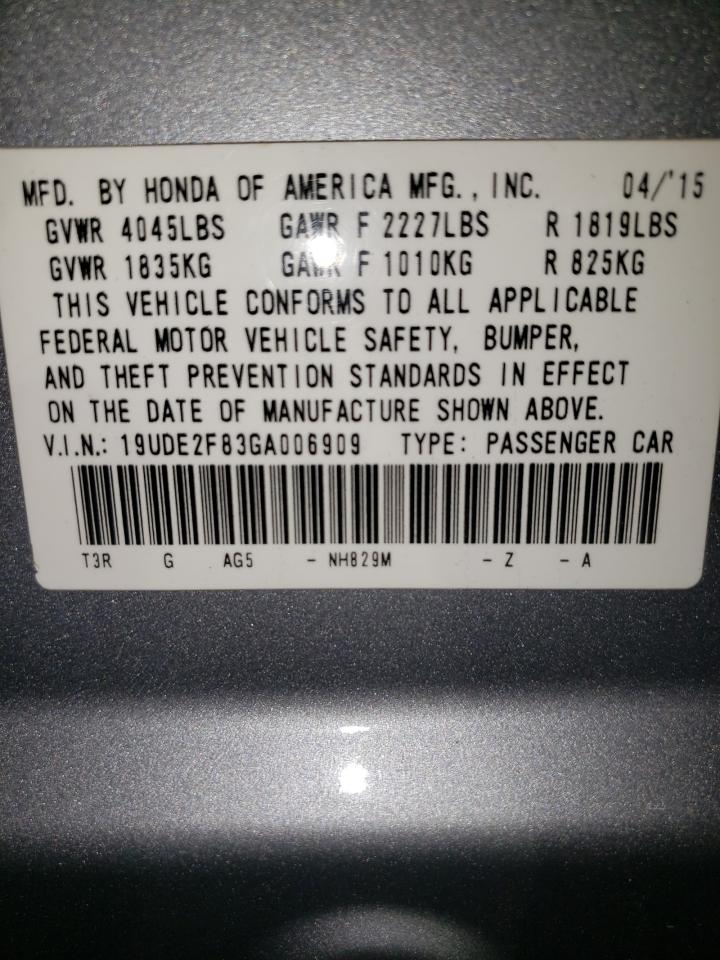 MFD. BY HONDA OF AMERICA MFG., INC. 04/'15
GVWR 4045LBS GAWR F 2227LBS R 1819LBS
GVWR 1835KG GAWR F 1010KG R 825KG
THIS VEHICLE CONFORMS TO ALL APPLICABLE
FEDERAL MOTOR VEHICLE SAFETY, BUMPER,
AND THEFT PREVENTION STANDARDS IN EFFECT
ON THE DATE OF MANUFACTURE SHOWN ABOVE.
V.I.N.: 19UDE2F83GA006909 TYPE: PASSENGER CAR
T3R G AG5 - NH829M - Z - A